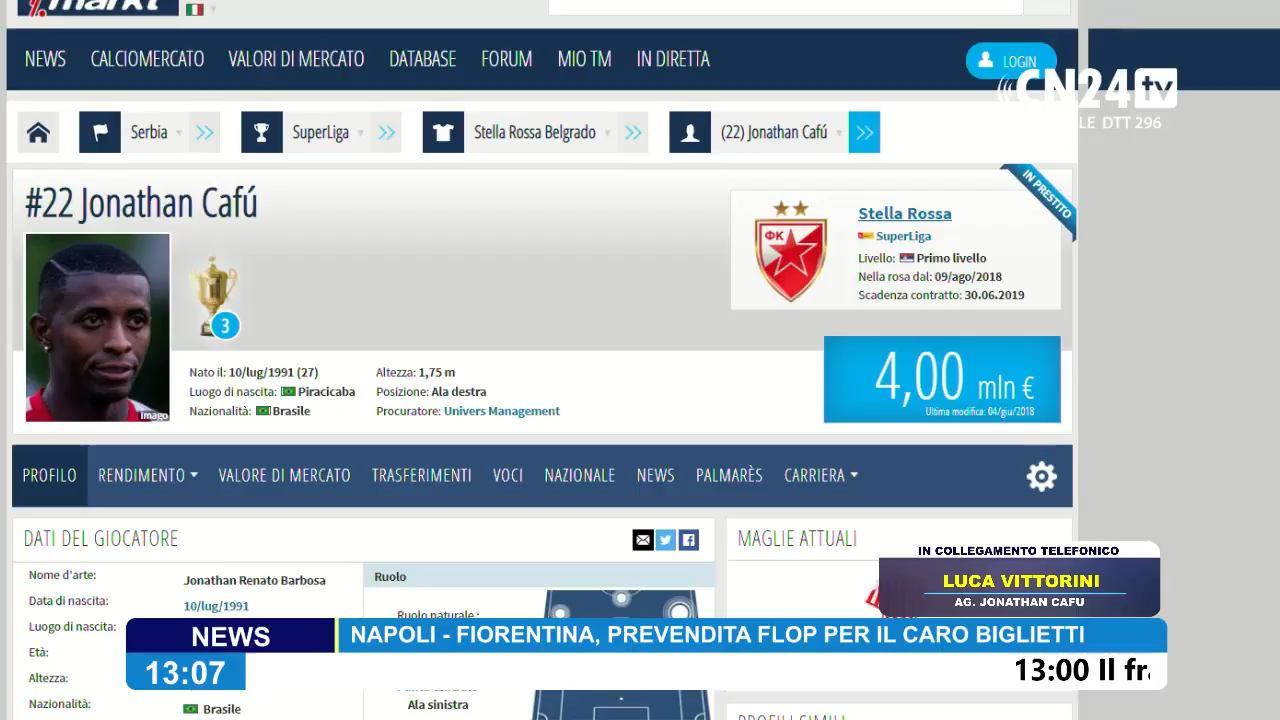 markt
NEWS CALCIOMERCATO VALORI DI MERCATO DATABASE FORUM MIO TM IN DIRETTA LOGIN
CN24 tv
LE DTT 296
Serbia SuperLiga Stella Rossa Belgrado (22) Jonathan Cafú
#22 Jonathan Cafú
IN PRESTITO
ФК
Stella Rossa
SuperLiga
Livello: Primo livello
Nella rosa dal: 09/ago/2018
Scadenza contratto: 30.06.2019
3
imago
Nato il: 10/lug/1991 (27)
Luogo di nascita: Piracicaba
Nazionalità: Brasile
Altezza: 1,75 m
Posizione: Ala destra
Procuratore: Univers Management
4,00 mln €
Ultima modifica: 04/giu/2018
PROFILO RENDIMENTO VALORE DI MERCATO TRASFERIMENTI VOCI NAZIONALE NEWS PALMARÈS CARRIERA
DATI DEL GIOCATORE
MAGLIE ATTUALI
Nome d'arte: Jonathan Renato Barbosa
Data di nascita: 10/lug/1991
Luogo di nascita:
Età:
Altezza:
Nazionalità: Brasile
Ruolo
Ruolo naturale:
Ala sinistra
IN COLLEGAMENTO TELEFONICO
LUCA VITTORINI
AG. JONATHAN CAFU
NEWS NAPOLI - FIORENTINA, PREVENDITA FLOP PER IL CARO BIGLIETTI
13:07 13:00 Il fra